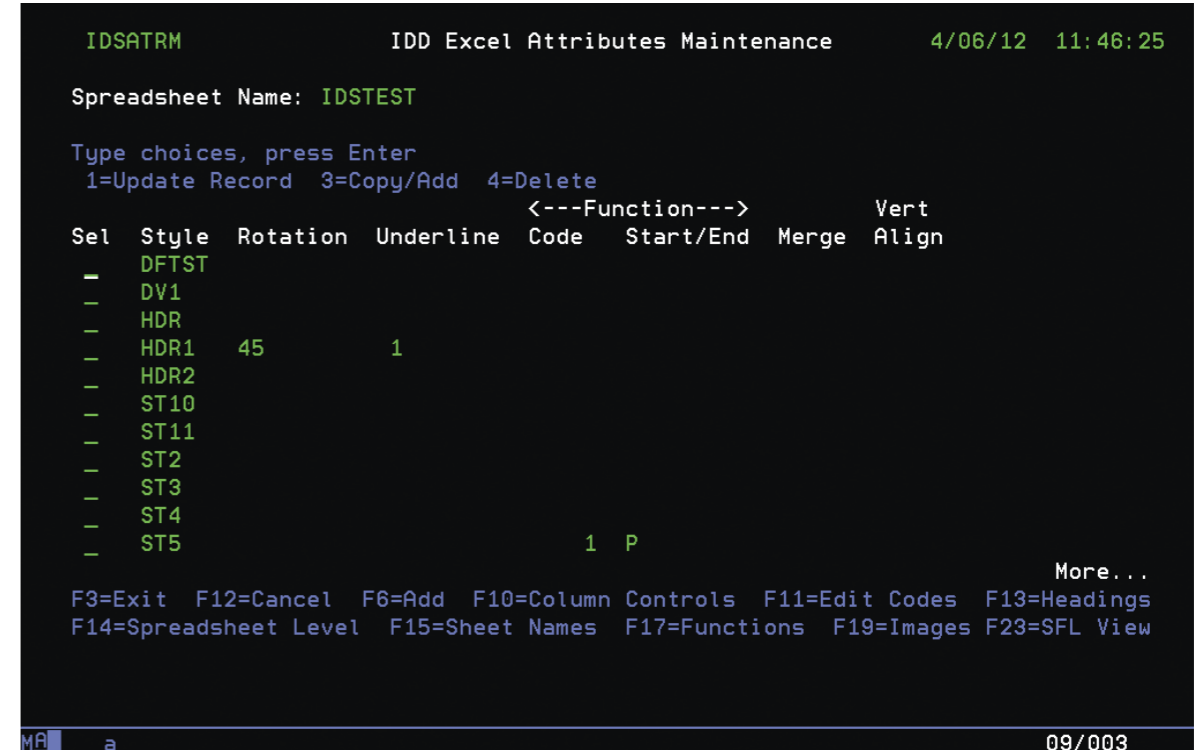 IDSATRM IDD Excel Attributes Maintenance 4/06/12 11:46:25
Spreadsheet Name: IDSTEST
Type choices, press Enter
1=Update Record 3=Copy/Add 4=Delete
<---Function---> Vert
Sel Style Rotation Underline Code Start/End Merge Align
_ DFTST
_ DV1
_ HDR
_ HDR1 45 1
_ HDR2
_ ST10
_ ST11
_ ST2
_ ST3
_ ST4
_ ST5 1 P
More...
F3=Exit F12=Cancel F6=Add F10=Column Controls F11=Edit Codes F13=Headings
F14=Spreadsheet Level F15=Sheet Names F17=Functions F19=Images F23=SFL View
MA a 09/003